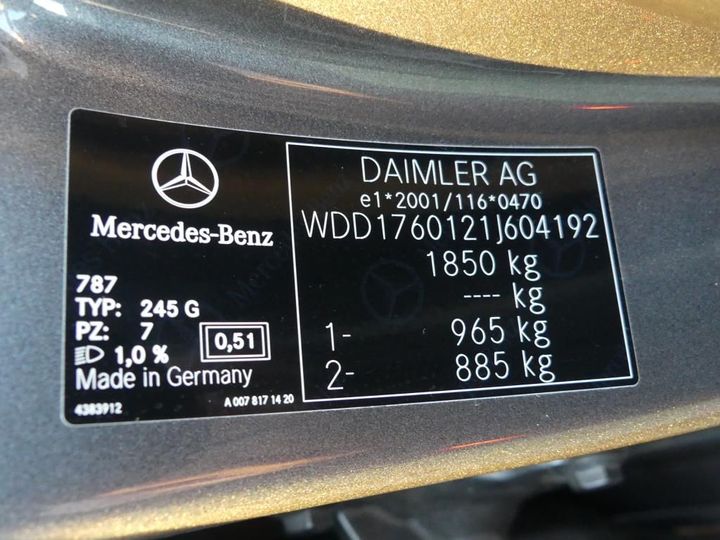 Mercedes-Benz
787
TYP: 245 G
PZ: 7
1,0 %
0,51
Made in Germany
4383912
A 007 817 14 20
DAIMLER AG
e1*2001/116*0470
WDD1760121J604192
1850 kg
---- kg
1- 965 kg
2- 885 kg